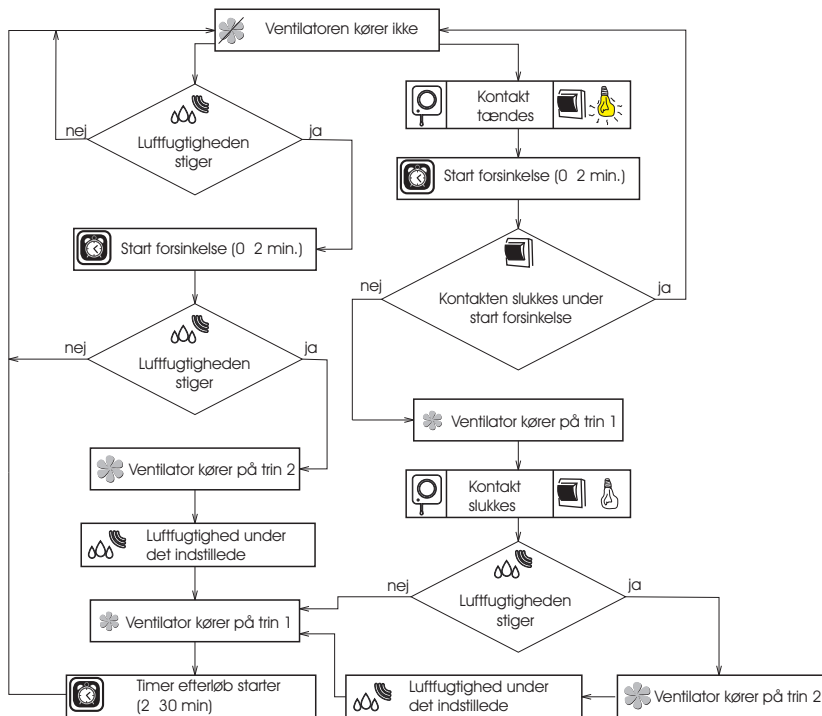 Ventilatoren kører ikke
Kontakt
tændes
nej
Luftfugtigheden
stiger
ja
Start forsinkelse (0 2 min.)
Start forsinkelse (0 2 min.)
nej
Kontakten slukkes under
start forsinkelse
ja
nej
Luftfugtigheden
stiger
ja
Ventilator kører på trin 1
Ventilator kører på trin 2
Kontakt
slukkes
Luftfugtighed under
det indstillede
nej
Luftfugtigheden
stiger
ja
Ventilator kører på trin 1
Timer efterløb starter
(2 30 min)
Luftfugtighed under
det indstillede
Ventilator kører på trin 2